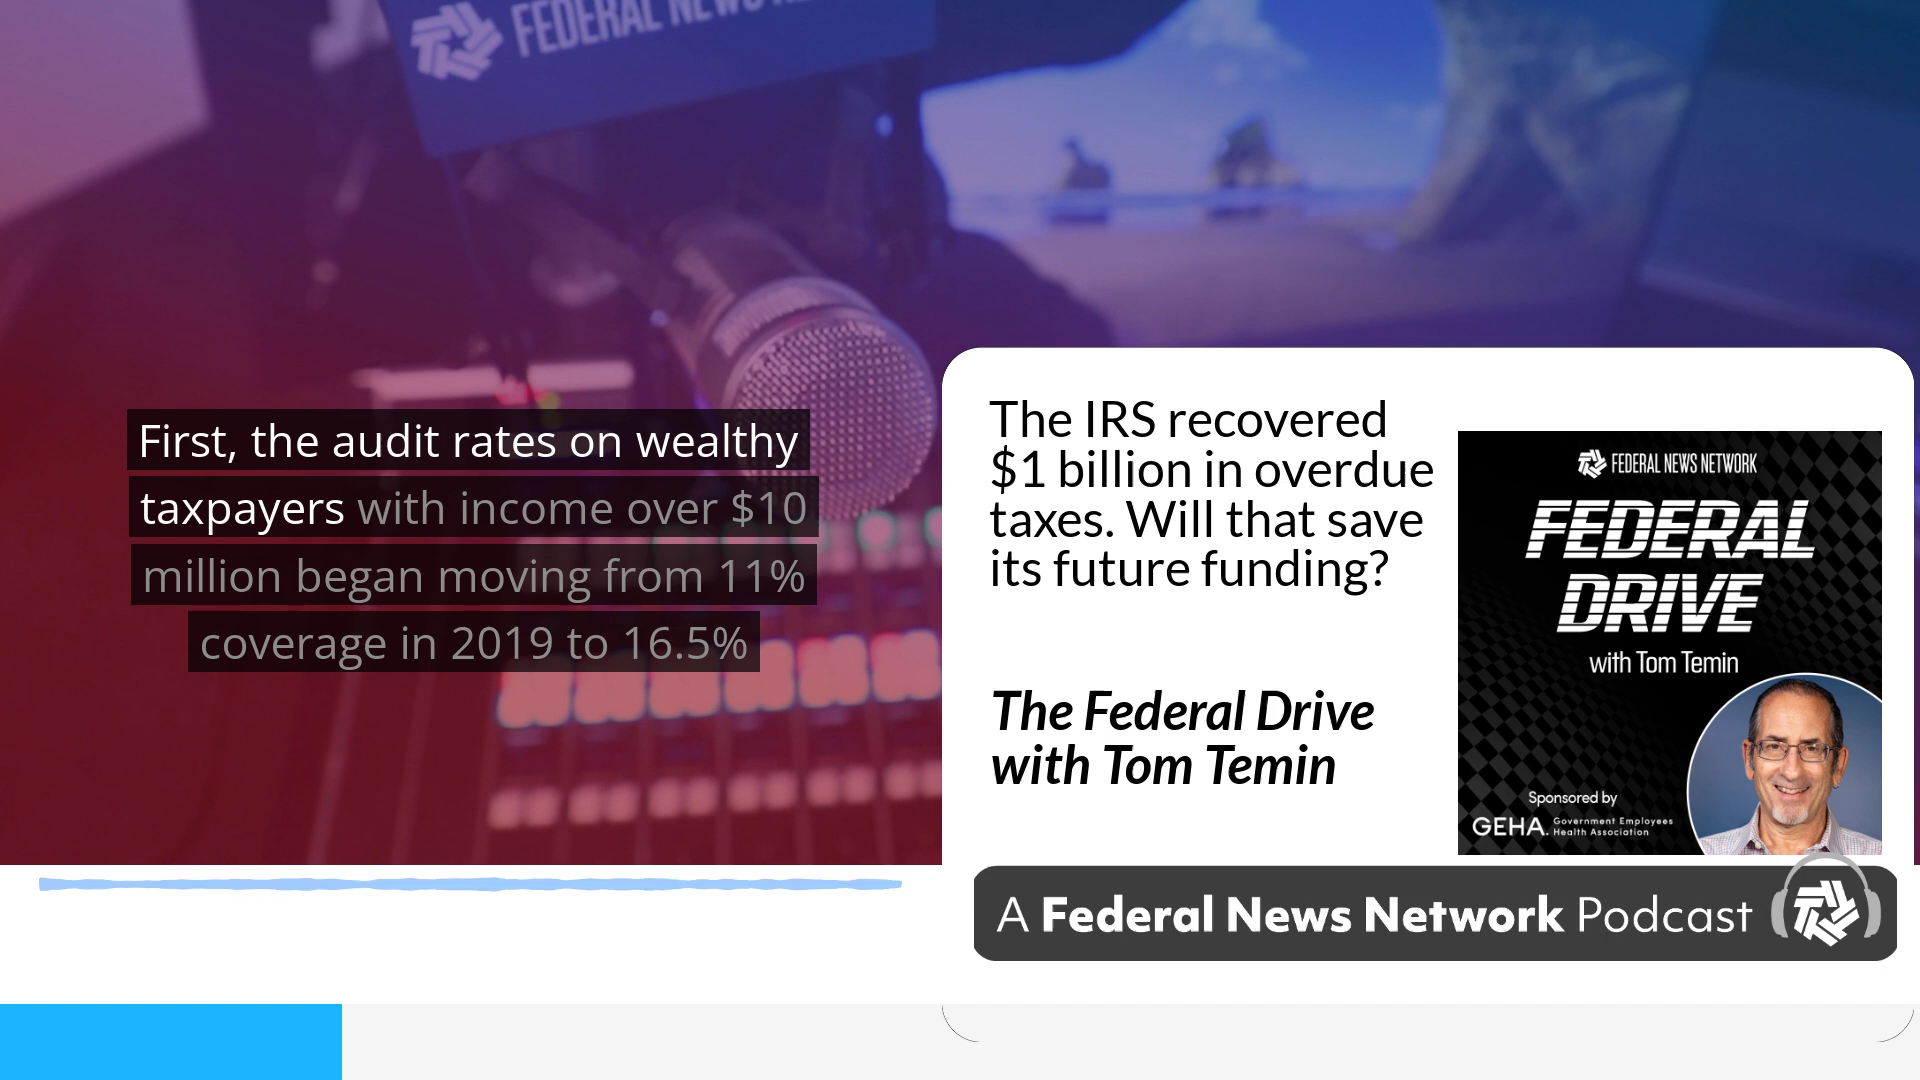 FEDERAL NEWS
First, the audit rates on wealthy
taxpayers with income over $10
million began moving from 11%
coverage in 2019 to 16.5%
The IRS recovered
$1 billion in overdue
taxes. Will that save
its future funding?
The Federal Drive
with Tom Temin
FEDERAL NEWS NETWORK
FEDERAL
DRIVE
with Tom Temin
Sponsored by
GEHA. Government Employees
Health Association
A Federal News Network Podcast